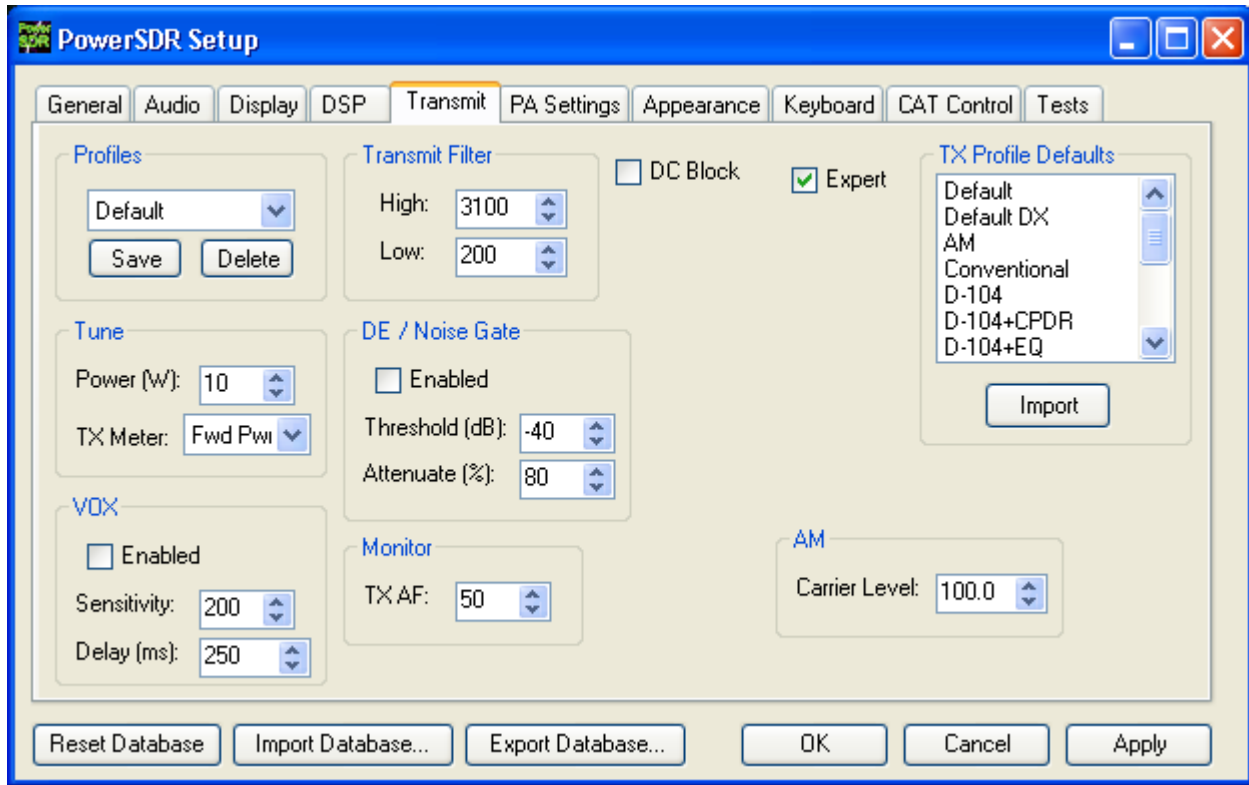 PowerSDR Setup
General Audio Display DSP Transmit PA Settings Appearance Keyboard CAT Control Tests
Profiles
Default
Save Delete
Transmit Filter
High: 3100
Low: 200
DC Block
Expert
TX Profile Defaults
Default
Default DX
AM
Conventional
D-104
D-104+CPDR
D-104+EQ
Import
Tune
Power (W): 10
TX Meter: Fwd Pwr
DE / Noise Gate
Enabled
Threshold (dB): -40
Attenuate (%): 80
VOX
Enabled
Sensitivity: 200
Delay (ms): 250
Monitor
TX AF: 50
AM
Carrier Level: 100.0
Reset Database Import Database... Export Database... OK Cancel Apply